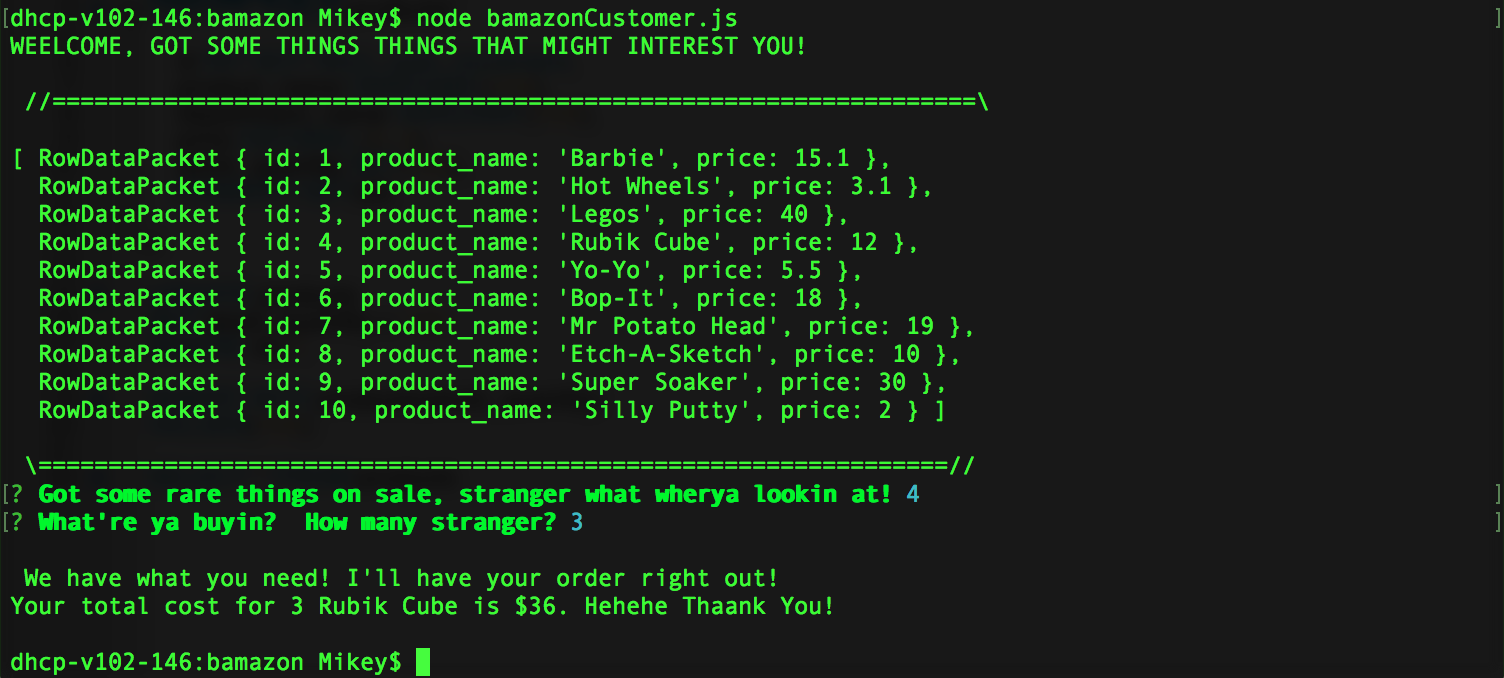 [dhcp-v102-146:bamazon Mikey$ node bamazonCustomer.js ]
WEELCOME, GOT SOME THINGS THINGS THAT MIGHT INTEREST YOU!
//==================================================================\
[ RowDataPacket { id: 1, product_name: 'Barbie', price: 15.1 },
RowDataPacket { id: 2, product_name: 'Hot Wheels', price: 3.1 },
RowDataPacket { id: 3, product_name: 'Legos', price: 40 },
RowDataPacket { id: 4, product_name: 'Rubik Cube', price: 12 },
RowDataPacket { id: 5, product_name: 'Yo-Yo', price: 5.5 },
RowDataPacket { id: 6, product_name: 'Bop-It', price: 18 },
RowDataPacket { id: 7, product_name: 'Mr Potato Head', price: 19 },
RowDataPacket { id: 8, product_name: 'Etch-A-Sketch', price: 10 },
RowDataPacket { id: 9, product_name: 'Super Soaker', price: 30 },
RowDataPacket { id: 10, product_name: 'Silly Putty', price: 2 } ]
\=================================================================//
[? Got some rare things on sale, stranger what wherya lookin at! 4 ]
[? What're ya buyin?  How many stranger? 3 ]
We have what you need! I'll have your order right out!
Your total cost for 3 Rubik Cube is $36. Hehehe Thaank You!
dhcp-v102-146:bamazon Mikey$